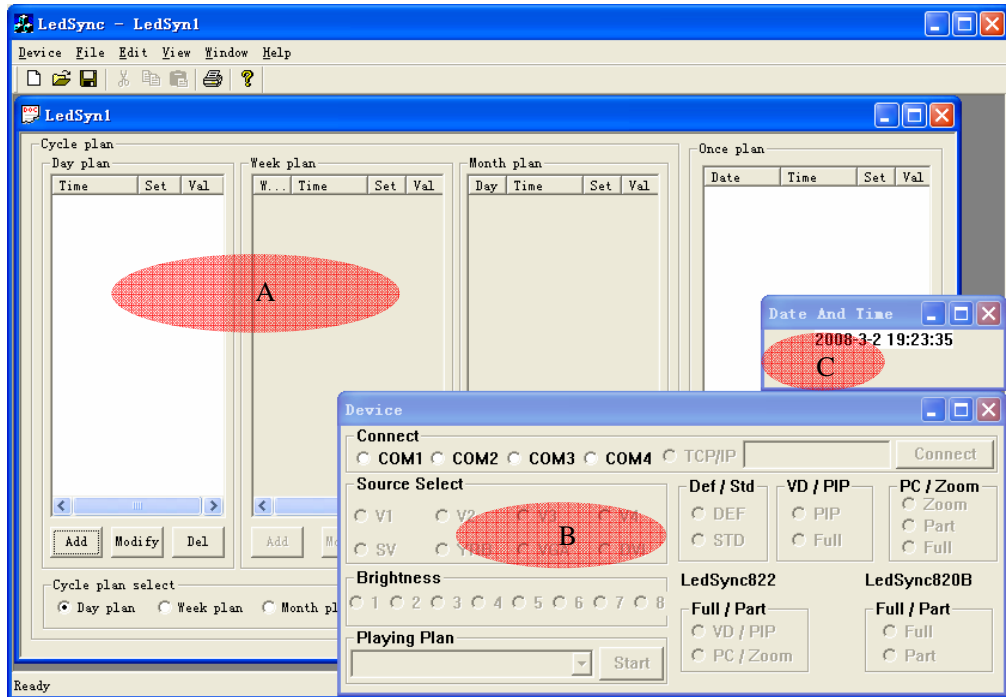 LedSync - LedSyn1
Device File Edit View Window Help
LedSyn1
Cycle plan
Day plan
Time Set Val
Week plan
W... Time Set Val
Month plan
Day Time Set Val
Once plan
Date Time Set Val
A
Add Modify Del
Add
Cycle plan select
Day plan Week plan Month pl
Date And Time
2008-3-2 19:23:35
C
Device
Connect
COM1 COM2 COM3 COM4 TCP/IP Connect
Source Select
V1 V2 V3 V4
SV
B
Def / Std
DEF
STD
VD / PIP
PIP
Full
PC / Zoom
Zoom
Part
Full
Brightness
1 2 3 4 5 6 7 8
Playing Plan
Start
LedSync822
Full / Part
VD / PIP
PC / Zoom
LedSync820B
Full / Part
Full
Part
Ready